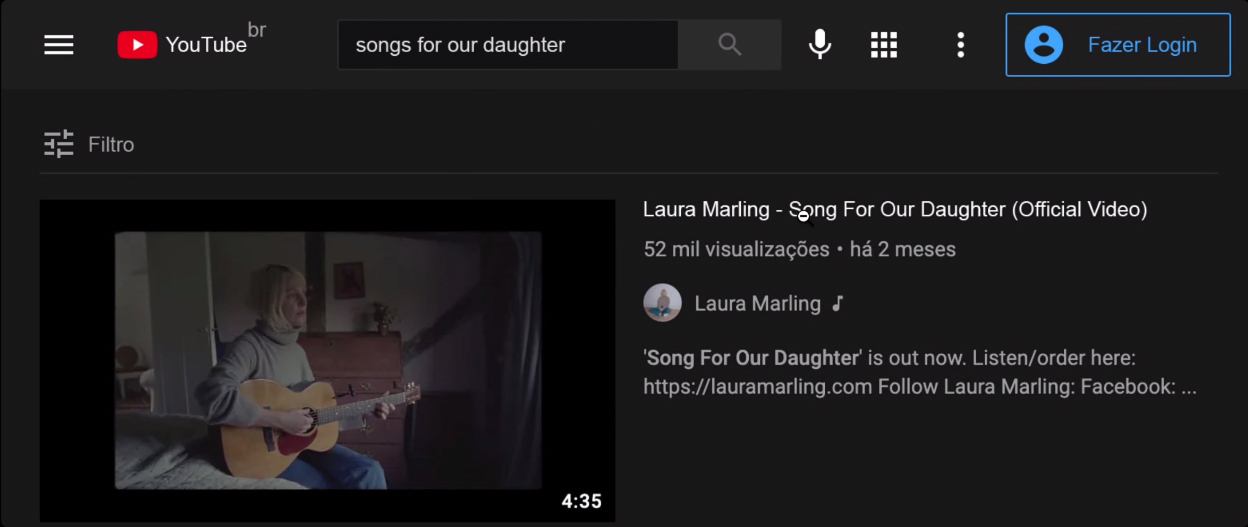 YouTube br
songs for our daughter
Fazer Login
Filtro
Laura Marling - Song For Our Daughter (Official Video)
52 mil visualizações • há 2 meses
Laura Marling
'Song For Our Daughter' is out now. Listen/order here:
https://lauramarling.com Follow Laura Marling: Facebook: ...
4:35